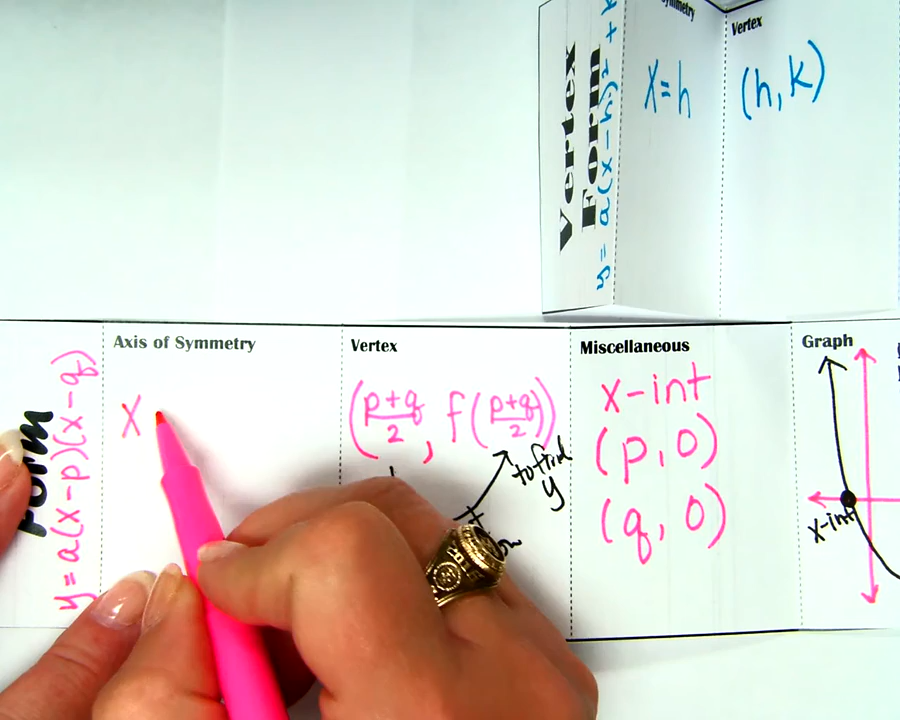 Vertex
Form
y = a(x-h)² +
X=h
Vertex
(h, k)
Form
y=a(x-p)(x-q)
Axis of Symmetry
X
Vertex
(p+q/2, f(p+q/2))
to find
y
Miscellaneous
x-int
(p, 0)
(q, 0)
Graph
x-int